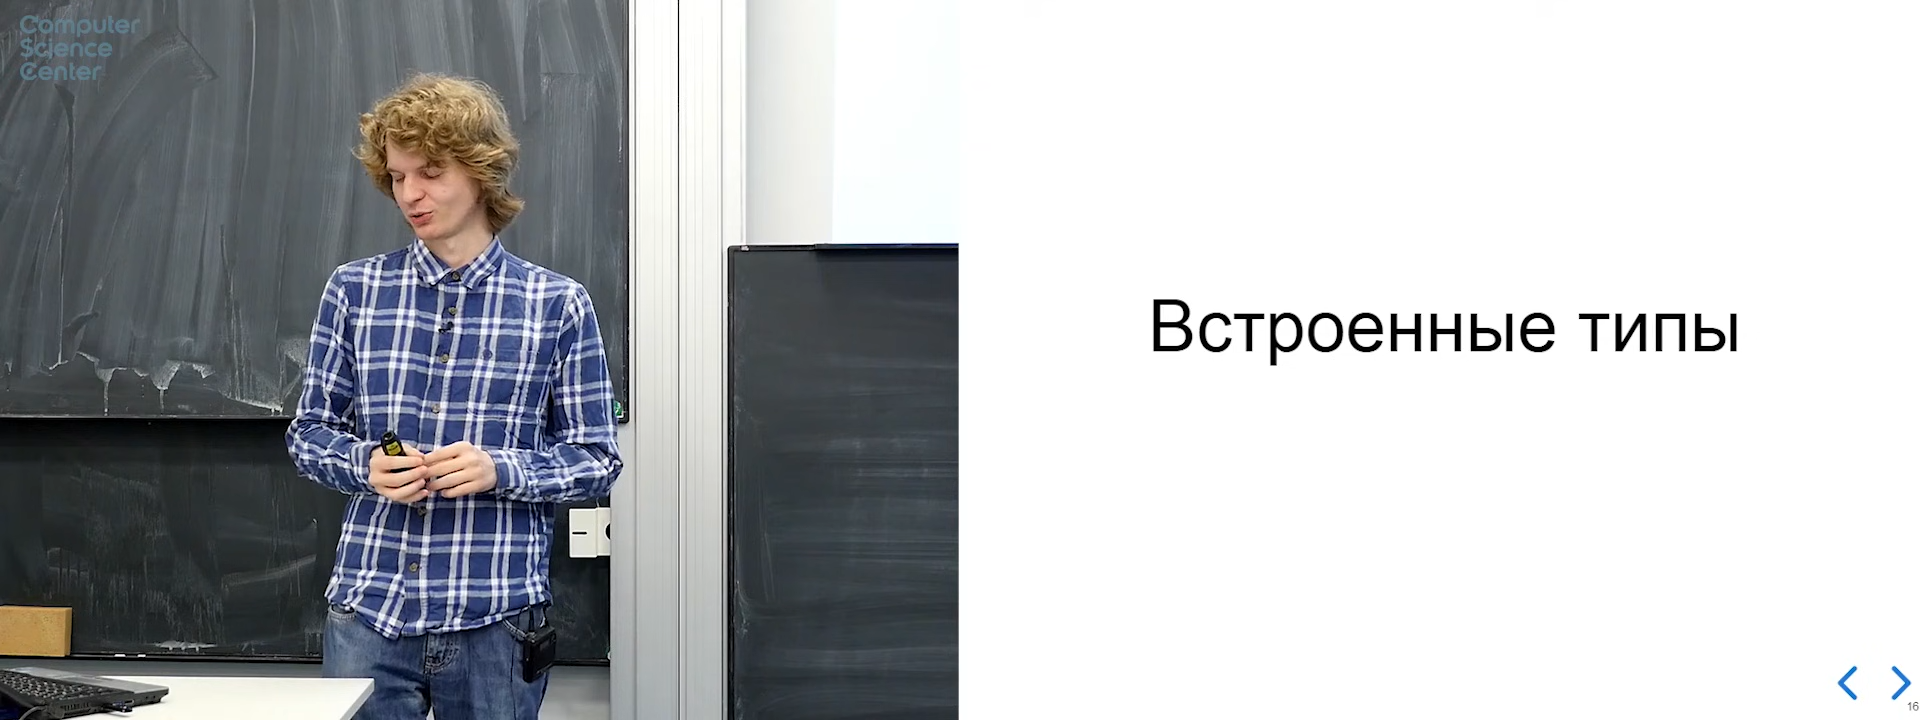 Computer
Science
Center
Встроенные типы
16